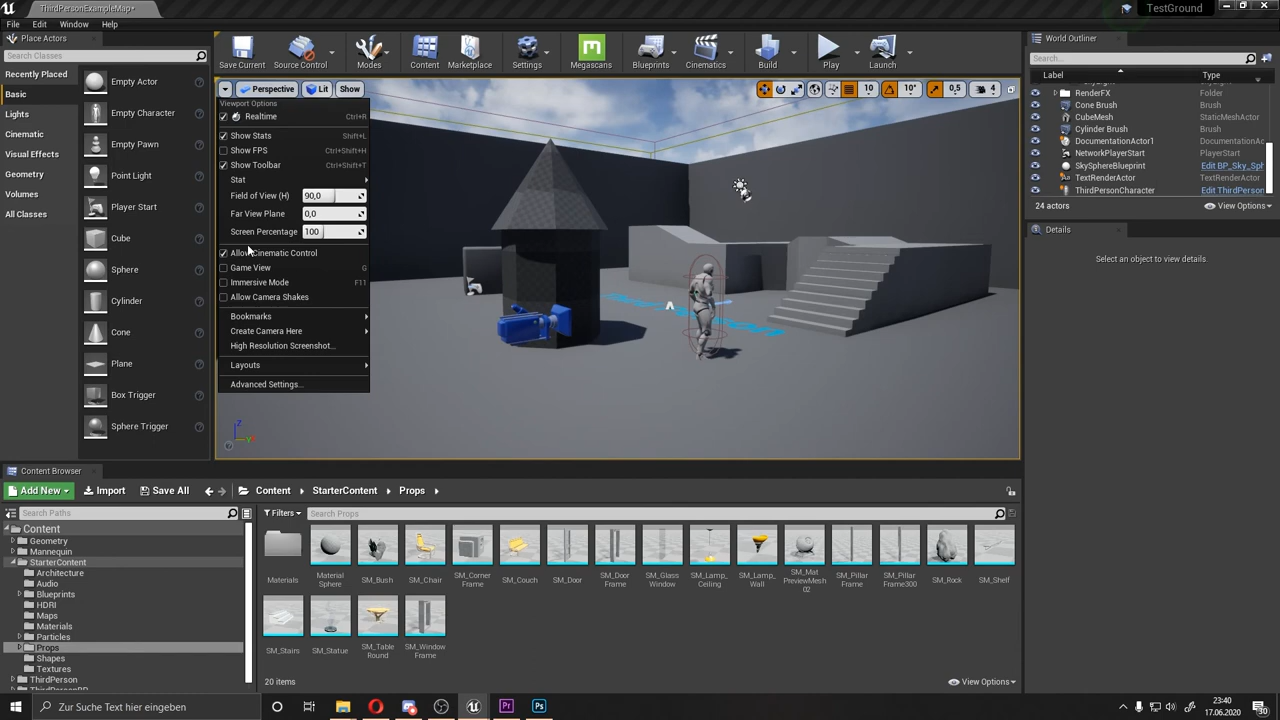 ThirdPersonExampleMap*
TestGround
File Edit Window Help
Place Actors
Search Classes
Recently Placed
Basic
Lights
Cinematic
Visual Effects
Geometry
Volumes
All Classes
Empty Actor
Empty Character
Empty Pawn
Point Light
Player Start
Cube
Sphere
Cylinder
Cone
Plane
Box Trigger
Sphere Trigger
Save Current
Source Control
Modes
Content
Marketplace
Settings
Megascans
Blueprints
Cinematics
Build
Play
Launch
Perspective
Lit
Show
10
10°
0,5
4
Viewport Options
Realtime Ctrl+R
Show Stats Shift+L
Show FPS Ctrl+Shift+H
Show Toolbar Ctrl+Shift+T
Stat
Field of View (H) 90,0
Far View Plane 0,0
Screen Percentage 100
Allow Cinematic Control
Game View G
Immersive Mode F11
Allow Camera Shakes
Bookmarks
Create Camera Here
High Resolution Screenshot...
Layouts
Advanced Settings...
Z
Y
World Outliner
Search...
Label Type
RenderFX Folder
Cone Brush Brush
CubeMesh StaticMeshActor
Cylinder Brush Brush
DocumentationActor1 DocumentationAc
NetworkPlayerStart PlayerStart
SkySphereBlueprint Edit BP_Sky_Sph
TextRenderActor TextRenderActor
ThirdPersonCharacter Edit ThirdPerson
24 actors
View Options
Details
Select an object to view details.
Content Browser
Add New
Import
Save All
Content
StarterContent
Props
Search Paths
Filters
Search Props
Content
Geometry
Mannequin
StarterContent
Architecture
Audio
Blueprints
HDRI
Maps
Materials
Particles
Props
Shapes
Textures
ThirdPerson
ThirdPersonBP
Materials
Material
Sphere
SM_Bush
SM_Chair
SM_Corner
Frame
SM_Couch
SM_Door
SM_Door
Frame
SM_Glass
Window
SM_Lamp_
Ceiling
SM_Lamp_
Wall
SM_Mat
PreviewMesh
02
SM_Pillar
Frame
SM_Pillar
Frame300
SM_Rock
SM_Shelf
SM_Stairs
SM_Statue
SM_Table
Round
SM_Window
Frame
20 items
View Options
Zur Suche Text hier eingeben
23:40
17.06.2020
30